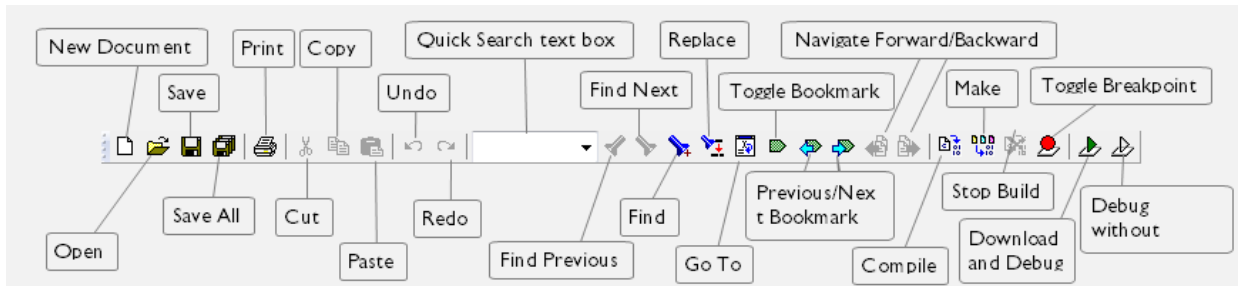 New Document
Print
Copy
Quick Search text box
Replace
Navigate Forward/Backward
Save
Undo
Find Next
Toggle Bookmark
Make
Toggle Breakpoint
Open
Save All
Cut
Paste
Redo
Find Previous
Find
Go To
Previous/Nex
t Bookmark
Compile
Stop Build
Download
and Debug
Debug
without